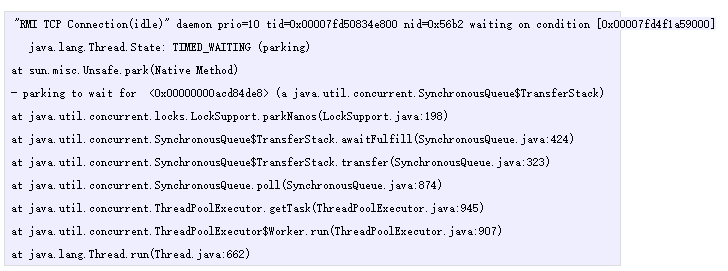 "RMI TCP Connection(idle)" daemon prio=10 tid=0x00007fd50834e800 nid=0x56b2 waiting on condition [0x00007fd4f1a59000]
java.lang.Thread.State: TIMED_WAITING (parking)
at sun.misc.Unsafe.park(Native Method)
- parking to wait for <0x00000000acd84de8> (a java.util.concurrent.SynchronousQueue$TransferStack)
at java.util.concurrent.locks.LockSupport.parkNanos(LockSupport.java:198)
at java.util.concurrent.SynchronousQueue$TransferStack.awaitFulfill(SynchronousQueue.java:424)
at java.util.concurrent.SynchronousQueue$TransferStack.transfer(SynchronousQueue.java:323)
at java.util.concurrent.SynchronousQueue.poll(SynchronousQueue.java:874)
at java.util.concurrent.ThreadPoolExecutor.getTask(ThreadPoolExecutor.java:945)
at java.util.concurrent.ThreadPoolExecutor$Worker.run(ThreadPoolExecutor.java:907)
at java.lang.Thread.run(Thread.java:662)